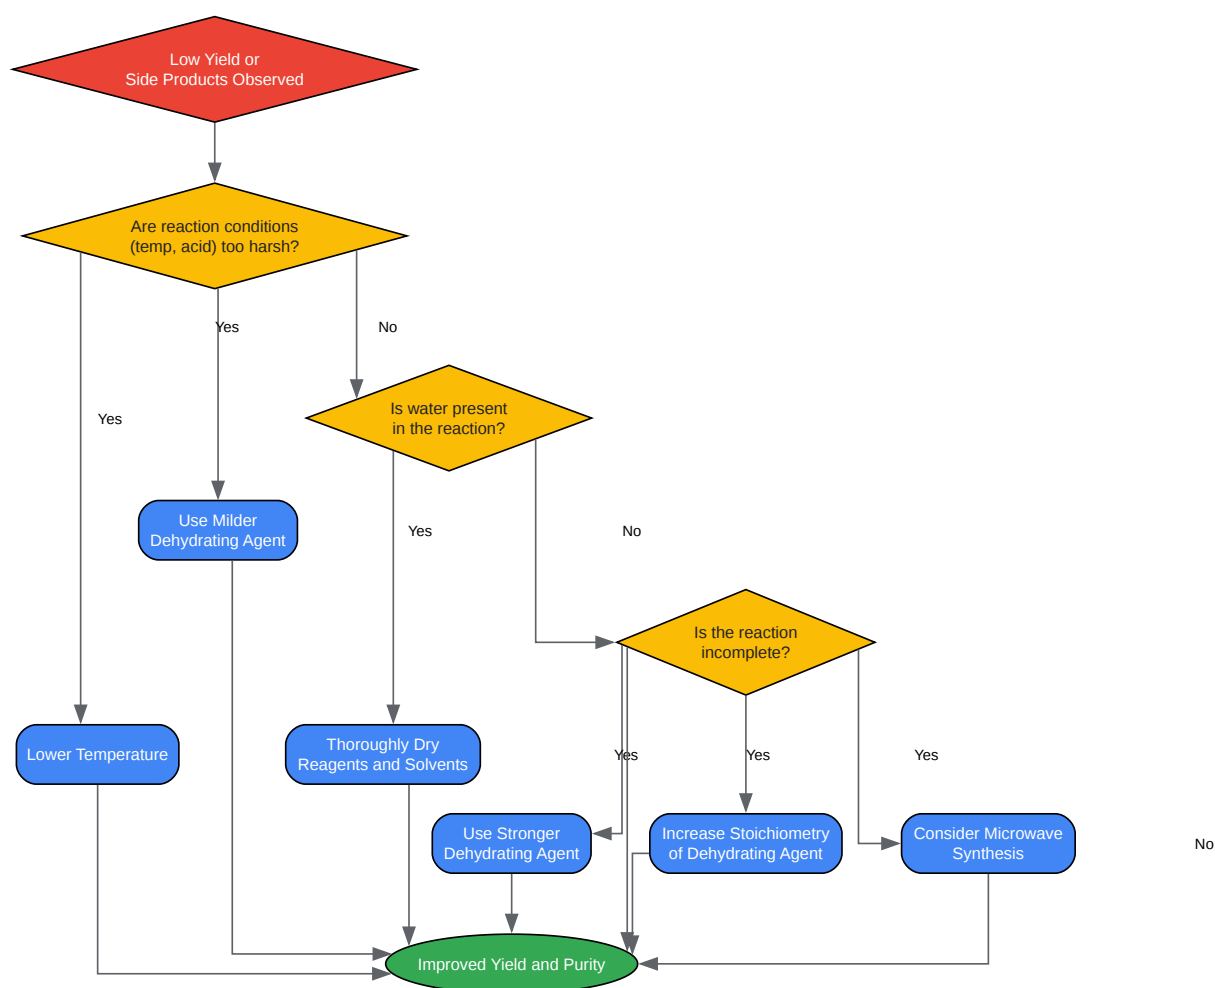 Low Yield or
Side Products Observed
Are reaction conditions
(temp, acid) too harsh?
Yes
No
Yes
Is water present
in the reaction?
Use Milder
Dehydrating Agent
Yes
No
Is the reaction
incomplete?
Lower Temperature
Thoroughly Dry
Reagents and Solvents
Yes
Yes
Yes
Use Stronger
Dehydrating Agent
Increase Stoichiometry
of Dehydrating Agent
Consider Microwave
Synthesis
No
Improved Yield and Purity